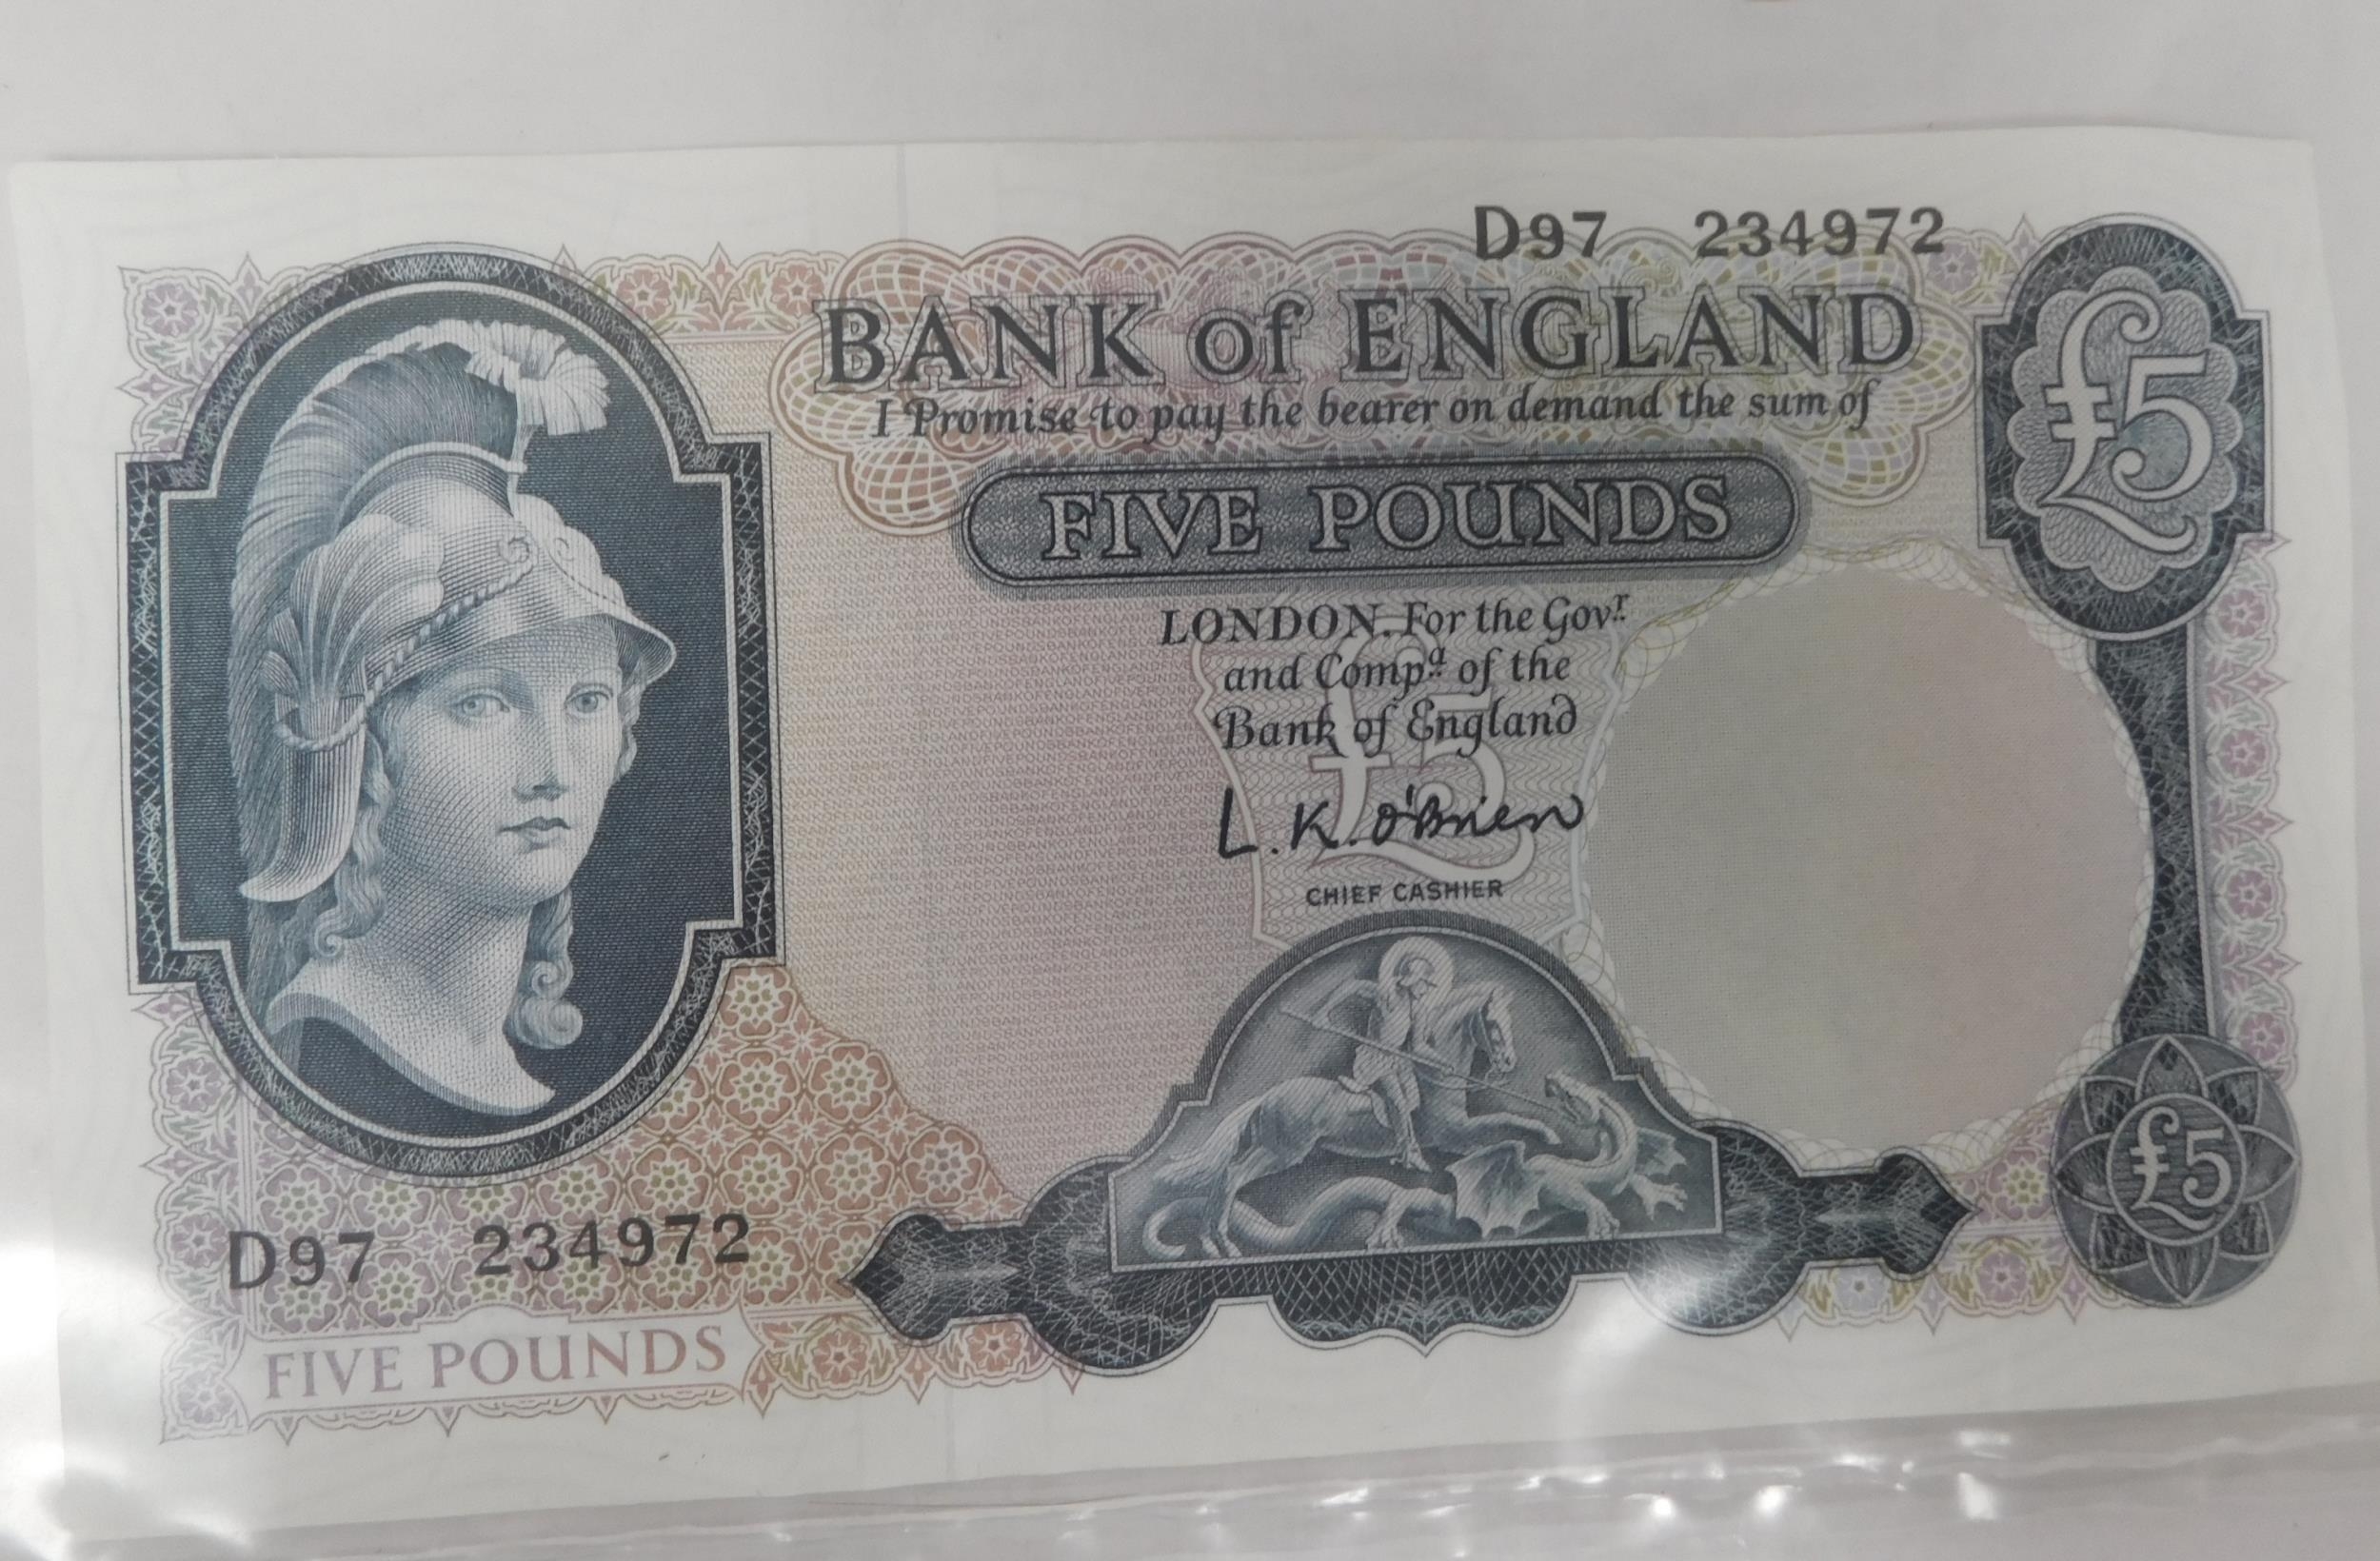 D97 234972
BANK of ENGLAND
I Promise to pay the bearer on demand the sum of
£5
FIVE POUNDS
LONDON. For the Govr.
and Compa. of the
Bank of England
£5
L. K. O'Brien
CHIEF CASHIER
£5
D97 234972
FIVE POUNDS